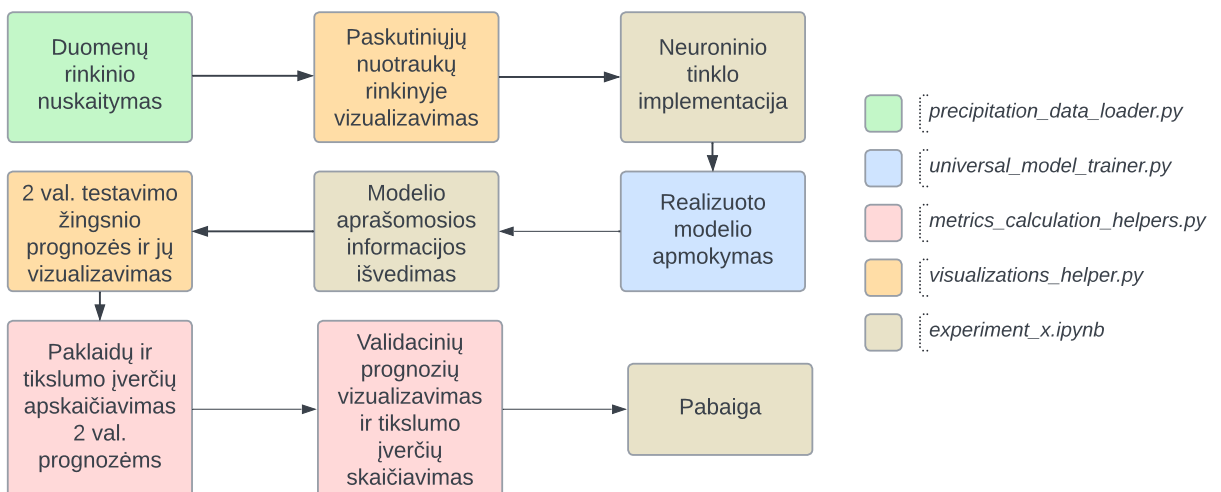 Duomenų
rinkinio
nuskaitymas
Paskutiniųjų
nuotraukų
rinkinyje
vizualizavimas
Neuroninio
tinklo
implementacija
Realizuoto
modelio
apmokymas
Modelio
aprašomosios
informacijos
išvedimas
2 val. testavimo
žingsnio
prognozės ir jų
vizualizavimas
Paklaidų ir
tikslumo įverčių
apskaičiavimas
2 val.
prognozėms
Validacinių
prognozių
vizualizavimas
ir tikslumo
įverčių
skaičiavimas
Pabaiga
precipitation_data_loader.py
universal_model_trainer.py
metrics_calculation_helpers.py
visualizations_helper.py
experiment_x.ipynb